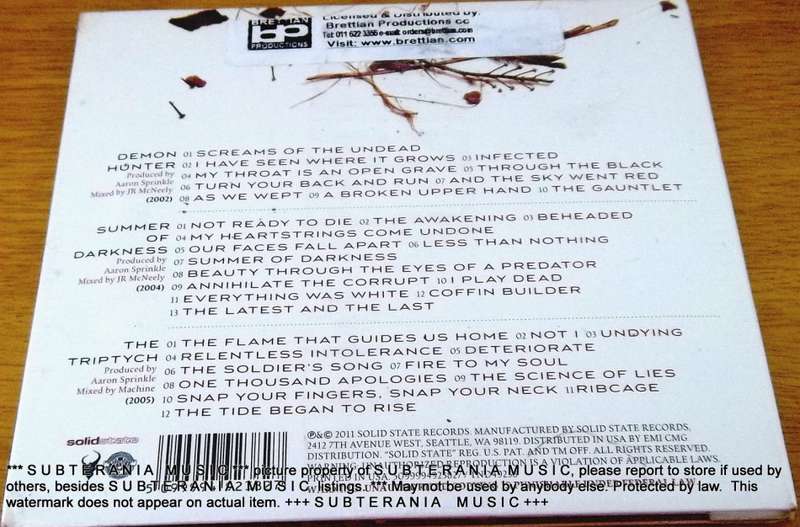 Licensed & Distributed by:
BRETTIAN
Brettian Productions cc
bp
Tel: 011 622 3355 e-mail: orders@brettian.com
PRODUCTIONS
Visit: www.brettian.com
DEMON 01 SCREAMS OF THE UNDEAD
HUNTER 02 I HAVE SEEN WHERE IT GROWS 03 INFECTED
Produced by 04 MY THROAT IS AN OPEN GRAVE 05 THROUGH THE BLACK
Aaron Sprinkle 06 TURN YOUR BACK AND RUN 07 AND THE SKY WENT RED
Mixed by JR McNeely
(2002) 08 AS WE WEPT 09 A BROKEN UPPER HAND 10 THE GAUNTLET
SUMMER 01 NOT READY TO DIE 02 THE AWAKENING 03 BEHEADED
OF 04 MY HEARTSTRINGS COME UNDONE
DARKNESS 05 OUR FACES FALL APART 06 LESS THAN NOTHING
Produced by 07 SUMMER OF DARKNESS
Aaron Sprinkle 08 BEAUTY THROUGH THE EYES OF A PREDATOR
Mixed by JR McNeely
(2004) 09 ANNIHILATE THE CORRUPT 10 I PLAY DEAD
11 EVERYTHING WAS WHITE 12 COFFIN BUILDER
13 THE LATEST AND THE LAST
THE 01 THE FLAME THAT GUIDES US HOME 02 NOT I 03 UNDYING
TRIPTYCH 04 RELENTLESS INTOLERANCE 05 DETERIORATE
Produced by 06 THE SOLDIER'S SONG 07 FIRE TO MY SOUL
Aaron Sprinkle 08 ONE THOUSAND APOLOGIES 09 THE SCIENCE OF LIES
Mixed by Machine
(2005) 10 SNAP YOUR FINGERS, SNAP YOUR NECK 11 RIBCAGE
12 THE TIDE BEGAN TO RISE
solidstate
℗&© 2011 SOLID STATE RECORDS. MANUFACTURED BY SOLID STATE RECORDS,
2412 7TH AVENUE WEST, SEATTLE, WA 98119. DISTRIBUTED IN USA BY EMI CMG
DISTRIBUTION. "SOLID STATE" REG. U.S. PAT. AND TM OFF. ALL RIGHTS RESERVED.
WARNING: UNAUTHORIZED REPRODUCTION IS A VIOLATION OF APPLICABLE LAWS.
PRINTED IN USA.
*** S U B T E R A N I A M U S I C *** picture property of S U B T E R A N I A M U S I C, please report to store if used by
others, besides S U B T E R A N I A M U S I C, listings. *** May not be used by anybody else. Protected by law. This
watermark does not appear on actual item. +++ S U B T E R A N I A M U S I C +++